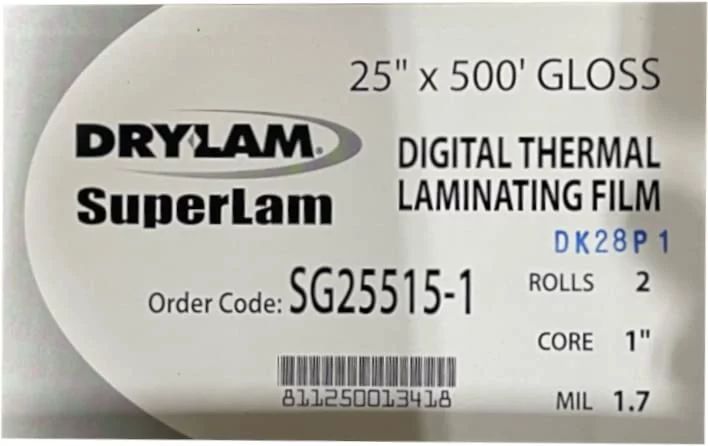 25" x 500' GLOSS
DRYLAM®
SuperLam
DIGITAL THERMAL
LAMINATING FILM
DK28P1
Order Code: SG25515-1
ROLLS 2
CORE 1"
MIL 1.7
811250013418